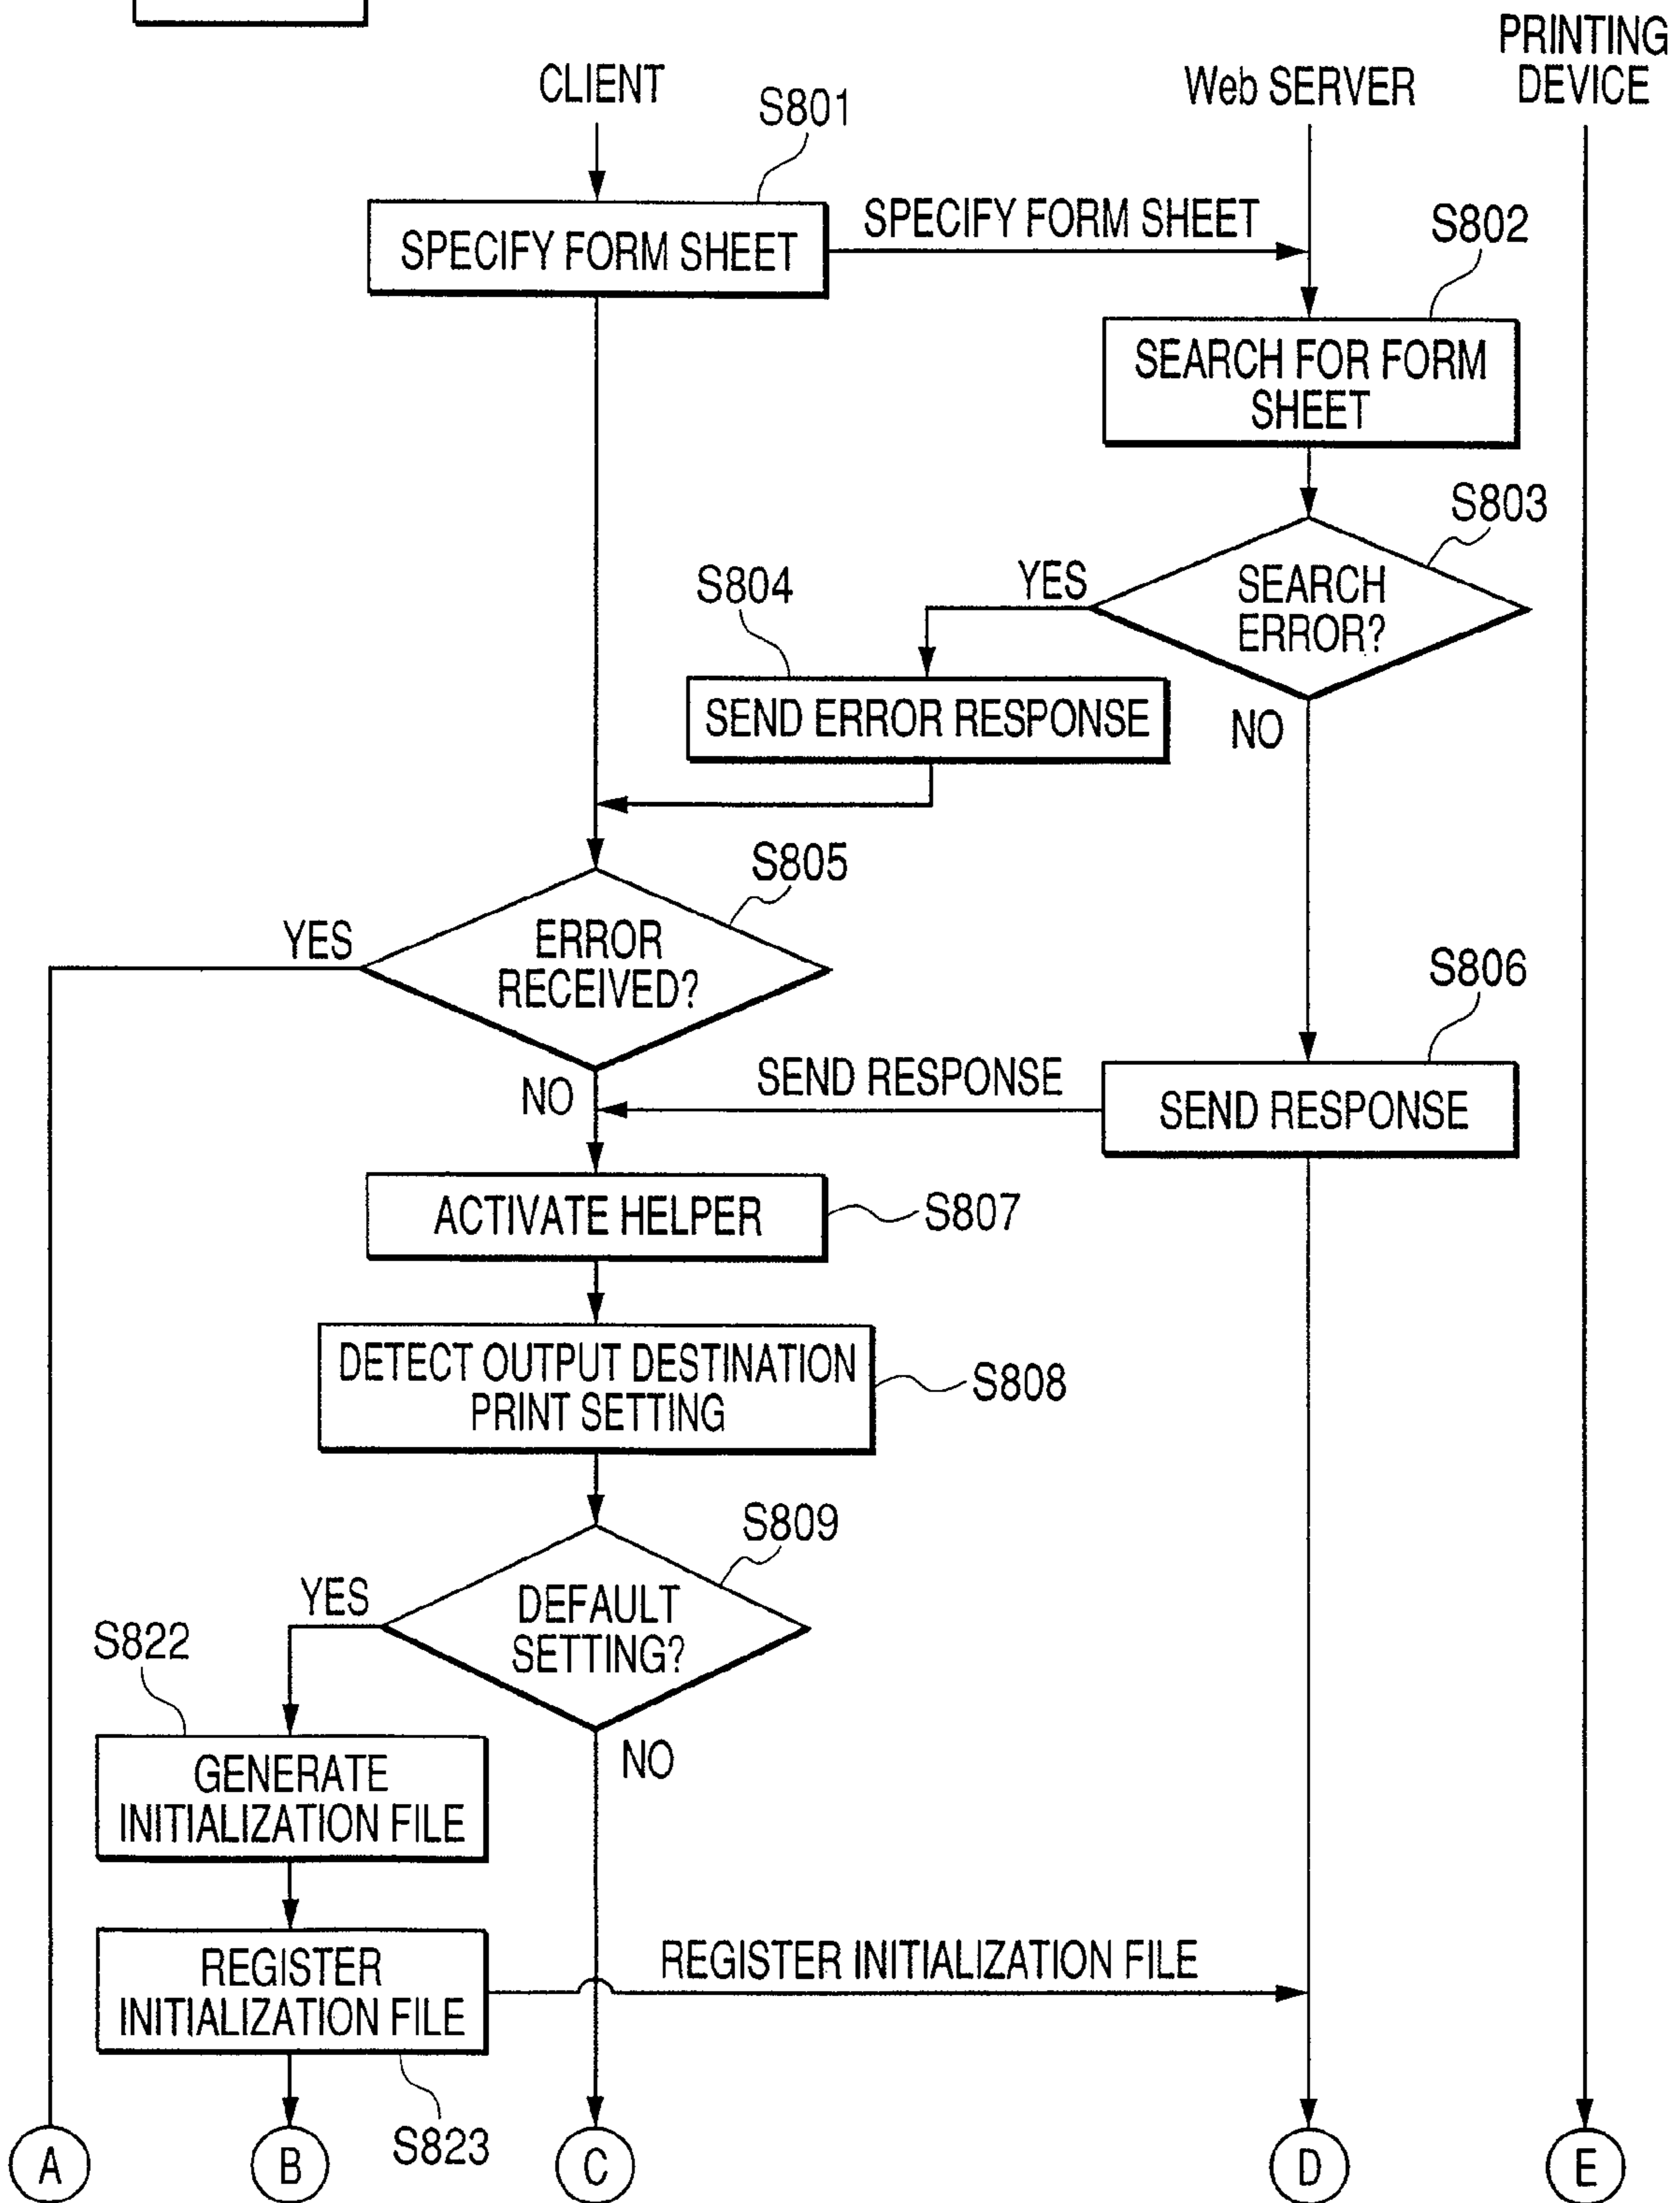 PRINTING
DEVICE
CLIENT
Web SERVER
S801
SPECIFY FORM SHEET
SPECIFY FORM SHEET
S802
SEARCH FOR FORM
SHEET
S803
SEARCH
ERROR?
YES
NO
S804
SEND ERROR RESPONSE
S805
ERROR
RECEIVED?
YES
NO
S806
SEND RESPONSE
SEND RESPONSE
ACTIVATE HELPER
S807
DETECT OUTPUT DESTINATION
PRINT SETTING
S808
S809
DEFAULT
SETTING?
YES
NO
S822
GENERATE
INITIALIZATION FILE
REGISTER
INITIALIZATION FILE
REGISTER INITIALIZATION FILE
S823
A
B
C
D
E